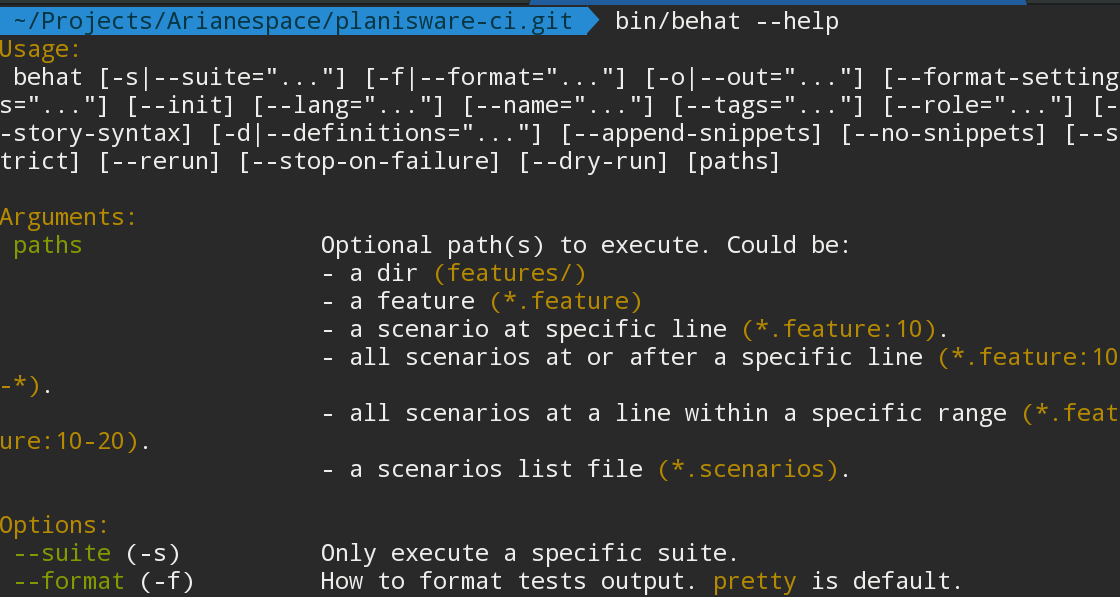 ~/Projects/Arianespace/planisware-ci.git bin/behat --help
Usage:
behat [-s|--suite="..."] [-f|--format="..."] [-o|--out="..."] [--format-setting
s="..."] [--init] [--lang="..."] [--name="..."] [--tags="..."] [--role="..."] [-
-story-syntax] [-d|--definitions="..."] [--append-snippets] [--no-snippets] [--s
trict] [--rerun] [--stop-on-failure] [--dry-run] [paths]
Arguments:
paths Optional path(s) to execute. Could be:
- a dir (features/)
- a feature (*.feature)
- a scenario at specific line (*.feature:10).
- all scenarios at or after a specific line (*.feature:10
-*).
- all scenarios at a line within a specific range (*.feat
ure:10-20).
- a scenarios list file (*.scenarios).
Options:
--suite (-s) Only execute a specific suite.
--format (-f) How to format tests output. pretty is default.